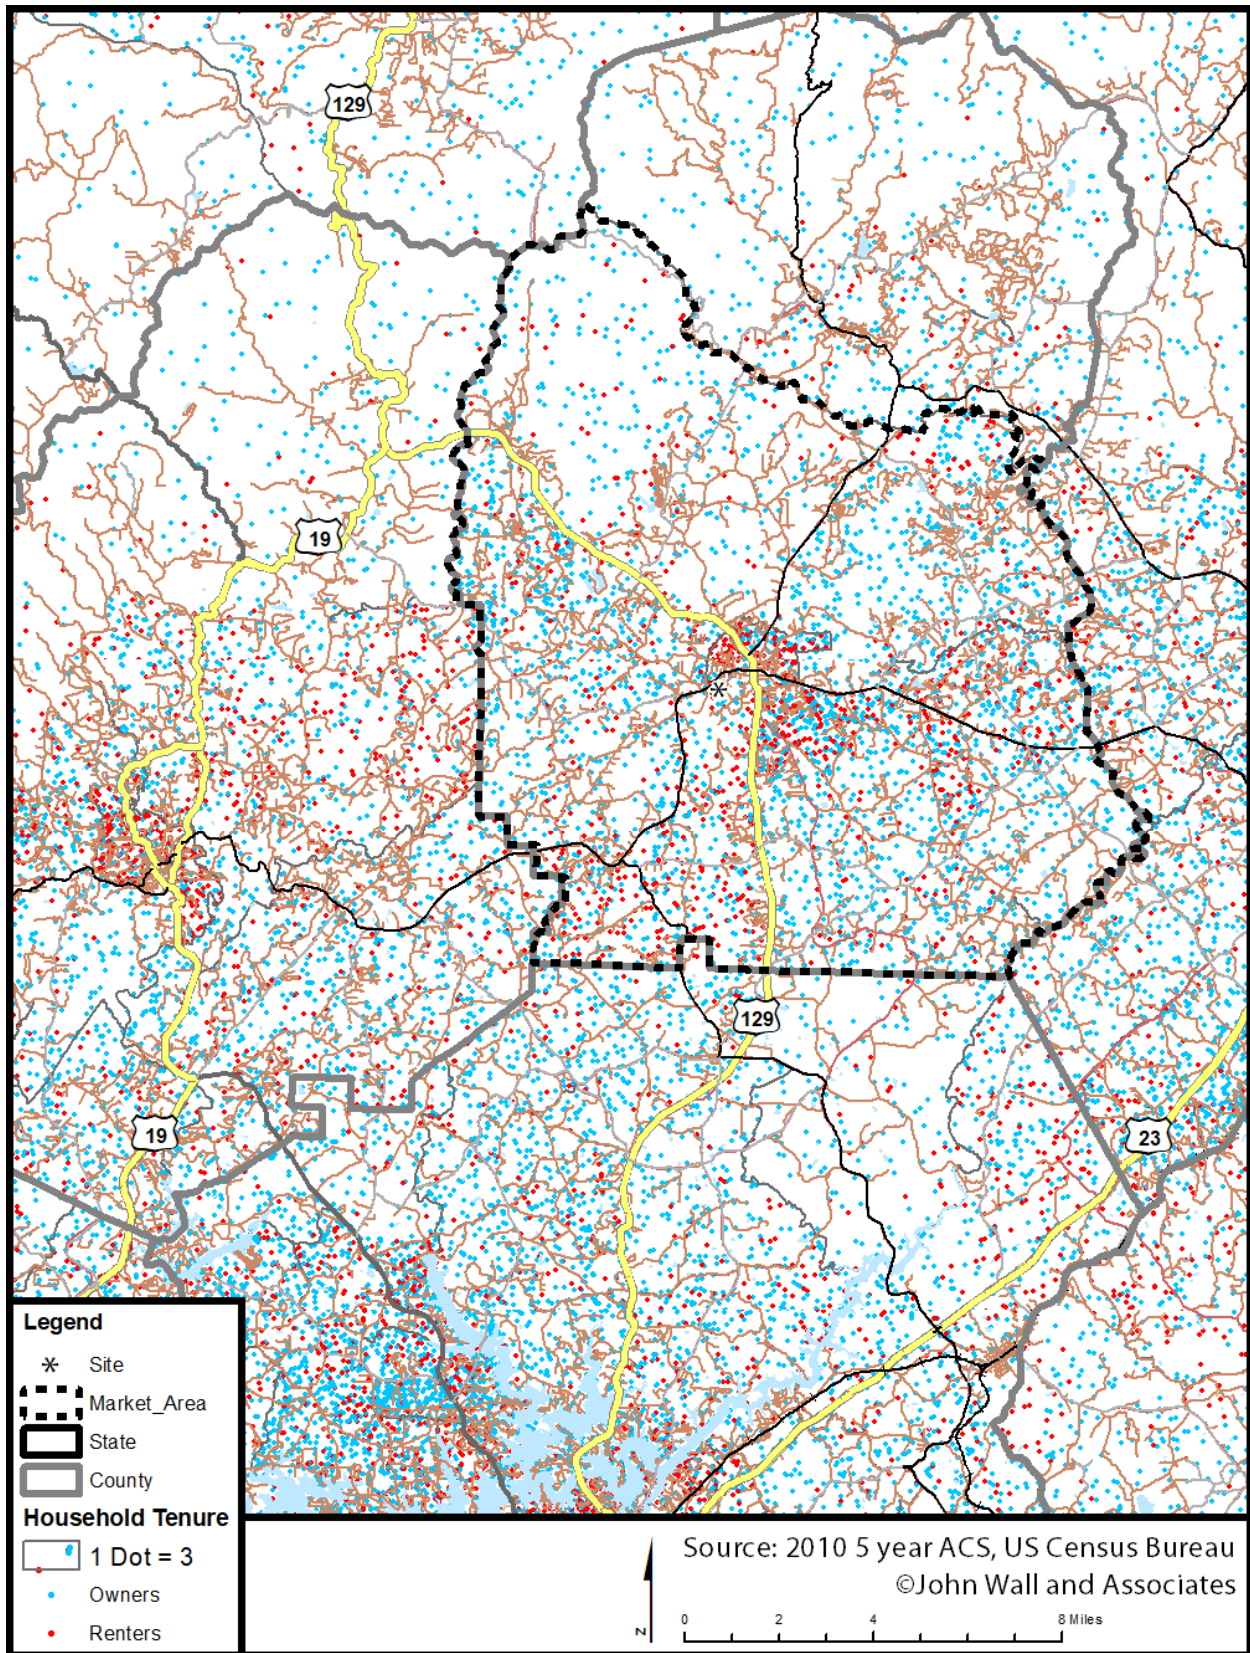 129
19
129
19
23
Legend
Site
Market_Area
State
County
Household Tenure
1 Dot = 3
Owners
Renters
Source: 2010 5 year ACS, US Census Bureau
©John Wall and Associates
0 2 4 8 Miles
N